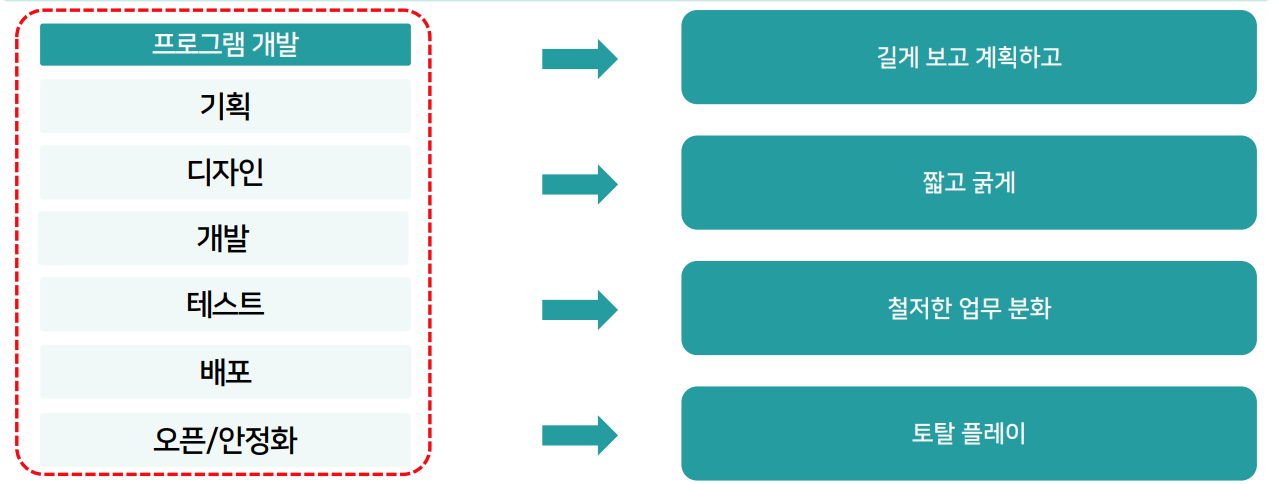 프로그램 개발
기획
디자인
개발
테스트
배포
오픈/안정화
길게 보고 계획하고
짧고 굵게
철저한 업무 분화
토탈 플레이